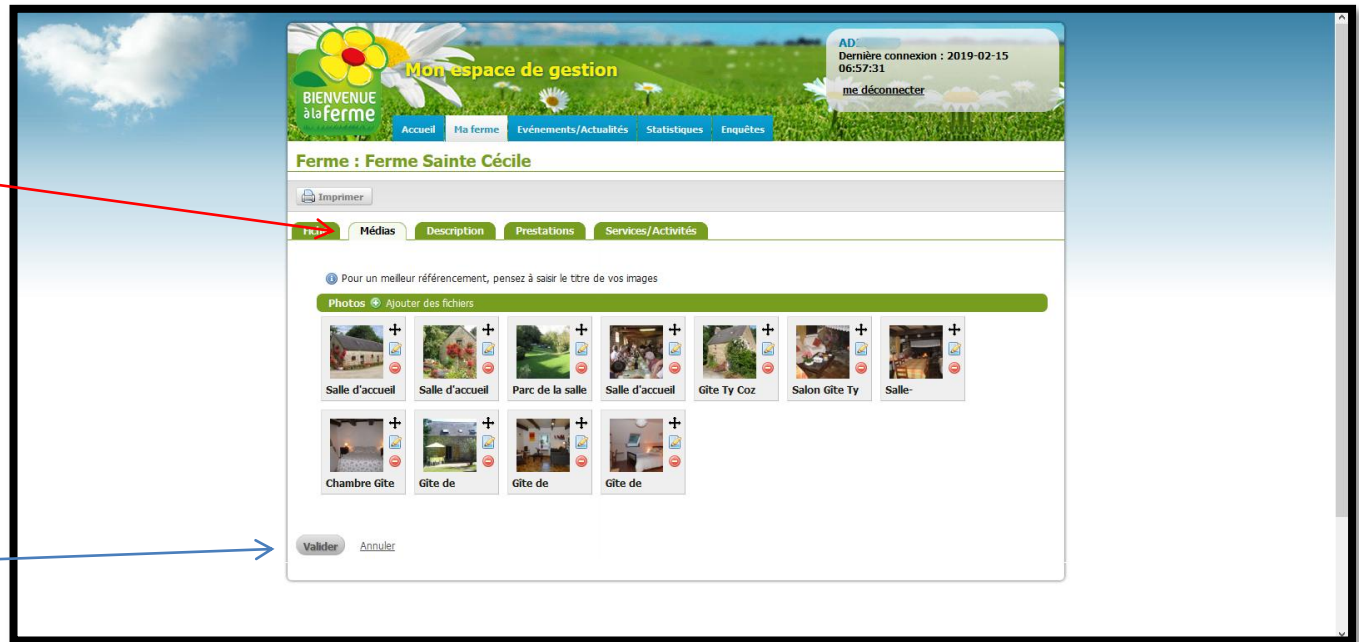 BIENVENUE
à la ferme
Mon espace de gestion
AD
Dernière connexion : 2019-02-15
06:57:31
me déconnecter
Accueil Ma ferme Evénements/Actualités Statistiques Enquêtes
Ferme : Ferme Sainte Cécile
Imprimer
Médias Description Prestations Services/Activités
Pour un meilleur référencement, pensez à saisir le titre de vos images
Photos Ajouter des fichiers
Salle d'accueil Salle d'accueil Parc de la salle Salle d'accueil Gîte Ty Coz Salon Gîte Ty Salle-
Chambre Gîte Gîte de Gîte de Gîte de
Valider Annuler